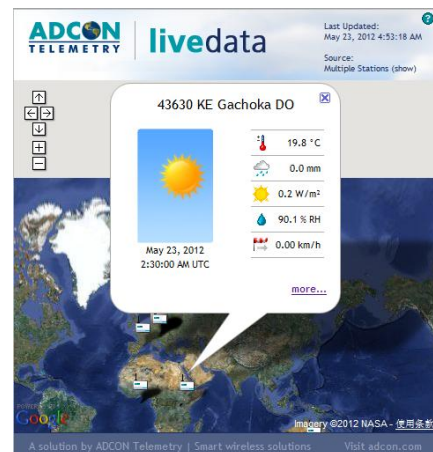 ADCON
TELEMETRY
livedata
Last Updated:
May 23, 2012 4:53:18 AM
Source:
Multiple Stations (show)
?
43630 KE Gachoka DO
19.8 °C
0.0 mm
0.2 W/m²
90.1 % RH
0.00 km/h
May 23, 2012
2:30:00 AM UTC
more...
POWERED BY
Google
Imagery ©2012 NASA - 使用条款
A solution by ADCON Telemetry | Smart wireless solutions
Visit adcon.com